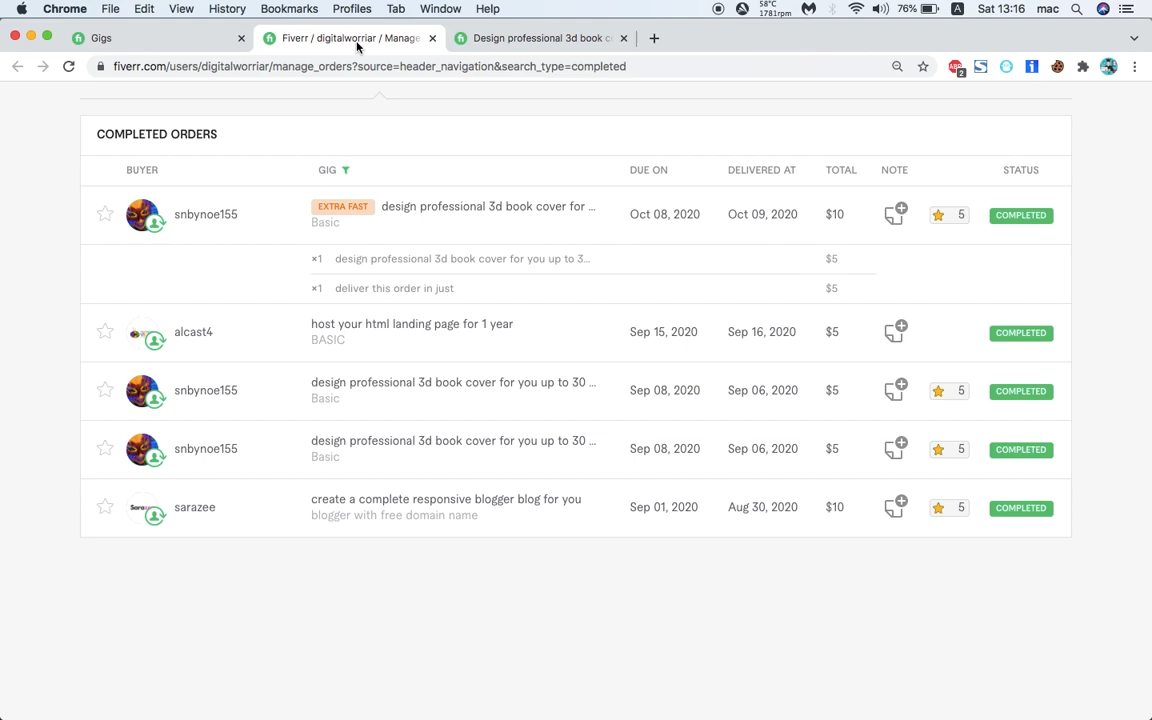 Chrome File Edit View History Bookmarks Profiles Tab Window Help 58°C 1781rpm 76% A Sat 13:16 mac
Gigs Fiverr / digitalworriar / Manage Design professional 3d book c
fiverr.com/users/digitalworriar/manage_orders?source=header_navigation&search_type=completed ABP 2
COMPLETED ORDERS
BUYER GIG DUE ON DELIVERED AT TOTAL NOTE STATUS
snbynoe155 EXTRA FAST design professional 3d book cover for ... Oct 08, 2020 Oct 09, 2020 $10 5 COMPLETED
Basic
×1 design professional 3d book cover for you up to 3... $5
×1 deliver this order in just $5
alcast4 host your html landing page for 1 year Sep 15, 2020 Sep 16, 2020 $5 COMPLETED
BASIC
snbynoe155 design professional 3d book cover for you up to 30 ... Sep 08, 2020 Sep 06, 2020 $5 5 COMPLETED
Basic
snbynoe155 design professional 3d book cover for you up to 30 ... Sep 08, 2020 Sep 06, 2020 $5 5 COMPLETED
Basic
sarazee create a complete responsive blogger blog for you Sep 01, 2020 Aug 30, 2020 $10 5 COMPLETED
blogger with free domain name